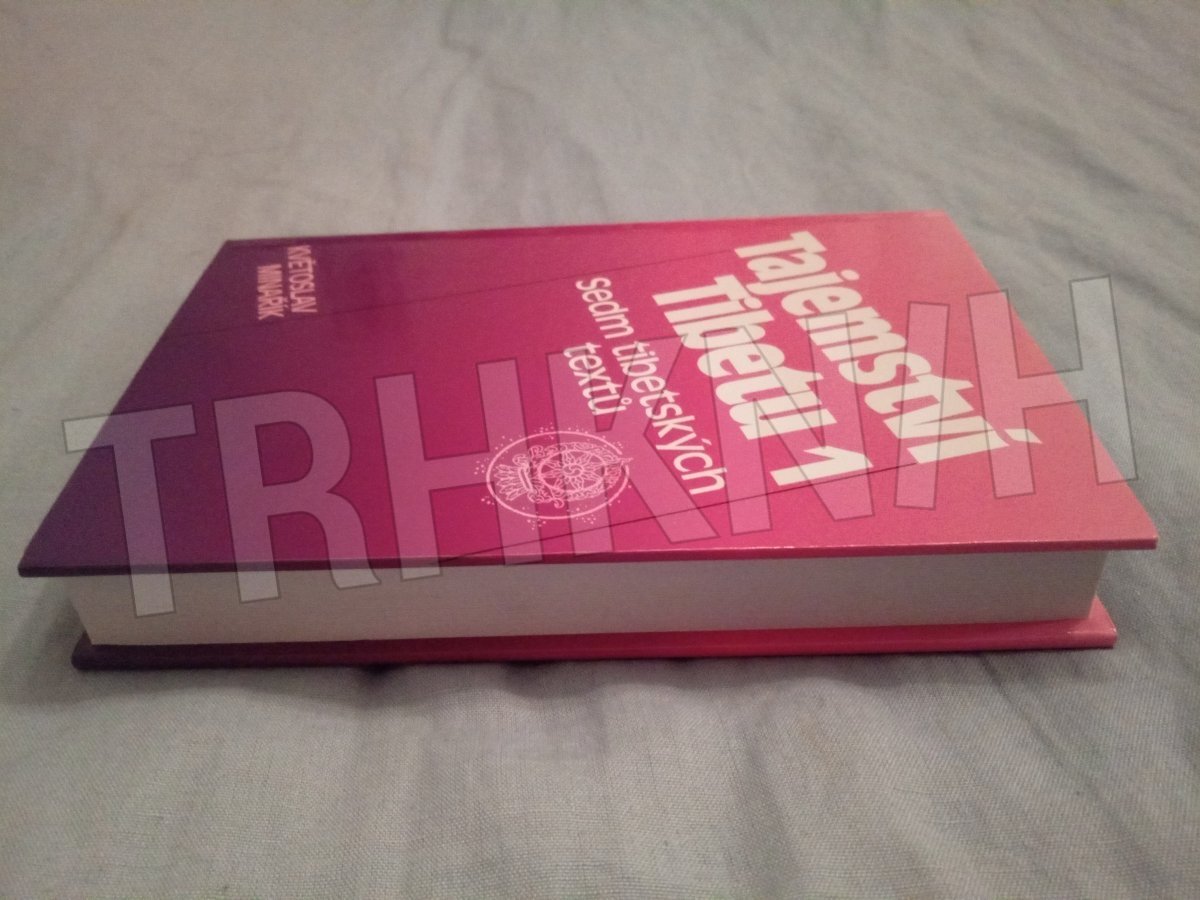 KVĚTOSLAV
MINAŘÍK
Tajemství
Tibetu 1
Sedm tibetských
textů
TRHKNIH